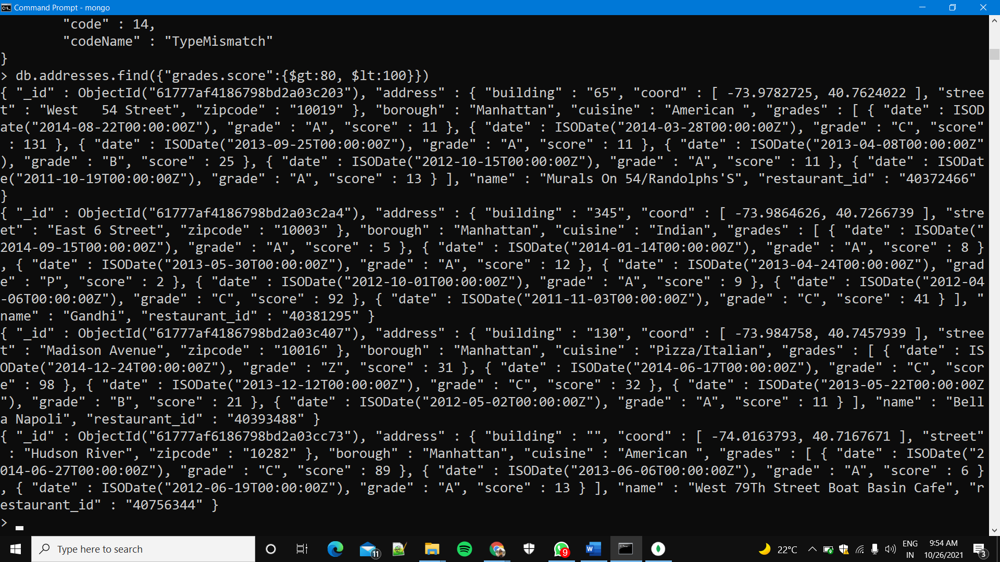 Command Prompt - mongo
"code" : 14,
"codeName" : "TypeMismatch"
}
> db.addresses.find({"grades.score":{$gt:80, $lt:100}})
{ "_id" : ObjectId("61777af4186798bd2a03c203"), "address" : { "building" : "65", "coord" : [ -73.9782725, 40.7624022 ], "stree
t" : "West   54 Street", "zipcode" : "10019" }, "borough" : "Manhattan", "cuisine" : "American ", "grades" : [ { "date" : ISOD
ate("2014-08-22T00:00:00Z"), "grade" : "A", "score" : 11 }, { "date" : ISODate("2014-03-28T00:00:00Z"), "grade" : "C", "score"
 : 131 }, { "date" : ISODate("2013-09-25T00:00:00Z"), "grade" : "A", "score" : 11 }, { "date" : ISODate("2013-04-08T00:00:00Z"
), "grade" : "B", "score" : 25 }, { "date" : ISODate("2012-10-15T00:00:00Z"), "grade" : "A", "score" : 11 }, { "date" : ISODat
e("2011-10-19T00:00:00Z"), "grade" : "A", "score" : 13 } ], "name" : "Murals On 54/Randolphs'S", "restaurant_id" : "40372466"
}
{ "_id" : ObjectId("61777af4186798bd2a03c2a4"), "address" : { "building" : "345", "coord" : [ -73.9864626, 40.7266739 ], "stre
et" : "East 6 Street", "zipcode" : "10003" }, "borough" : "Manhattan", "cuisine" : "Indian", "grades" : [ { "date" : ISODate("
2014-09-15T00:00:00Z"), "grade" : "A", "score" : 5 }, { "date" : ISODate("2014-01-14T00:00:00Z"), "grade" : "A", "score" : 8 }
, { "date" : ISODate("2013-05-30T00:00:00Z"), "grade" : "A", "score" : 12 }, { "date" : ISODate("2013-04-24T00:00:00Z"), "grad
e" : "P", "score" : 2 }, { "date" : ISODate("2012-10-01T00:00:00Z"), "grade" : "A", "score" : 9 }, { "date" : ISODate("2012-04
-06T00:00:00Z"), "grade" : "C", "score" : 92 }, { "date" : ISODate("2011-11-03T00:00:00Z"), "grade" : "C", "score" : 41 } ], "
name" : "Gandhi", "restaurant_id" : "40381295" }
{ "_id" : ObjectId("61777af4186798bd2a03c407"), "address" : { "building" : "130", "coord" : [ -73.984758, 40.7457939 ], "stree
t" : "Madison Avenue", "zipcode" : "10016" }, "borough" : "Manhattan", "cuisine" : "Pizza/Italian", "grades" : [ { "date" : IS
ODate("2014-12-24T00:00:00Z"), "grade" : "Z", "score" : 31 }, { "date" : ISODate("2014-06-17T00:00:00Z"), "grade" : "C", "scor
e" : 98 }, { "date" : ISODate("2013-12-12T00:00:00Z"), "grade" : "C", "score" : 32 }, { "date" : ISODate("2013-05-22T00:00:00Z
"), "grade" : "B", "score" : 21 }, { "date" : ISODate("2012-05-02T00:00:00Z"), "grade" : "A", "score" : 11 } ], "name" : "Bell
a Napoli", "restaurant_id" : "40393488" }
{ "_id" : ObjectId("61777af6186798bd2a03cc73"), "address" : { "building" : "", "coord" : [ -74.0163793, 40.7167671 ], "street"
 : "Hudson River", "zipcode" : "10282" }, "borough" : "Manhattan", "cuisine" : "American ", "grades" : [ { "date" : ISODate("2
014-06-27T00:00:00Z"), "grade" : "C", "score" : 89 }, { "date" : ISODate("2013-06-06T00:00:00Z"), "grade" : "A", "score" : 6 }
, { "date" : ISODate("2012-06-19T00:00:00Z"), "grade" : "A", "score" : 13 } ], "name" : "West 79Th Street Boat Basin Cafe", "r
estaurant_id" : "40756344" }
>
Type here to search
11
9
22°C
ENG
IN
9:54 AM
10/26/2021
3